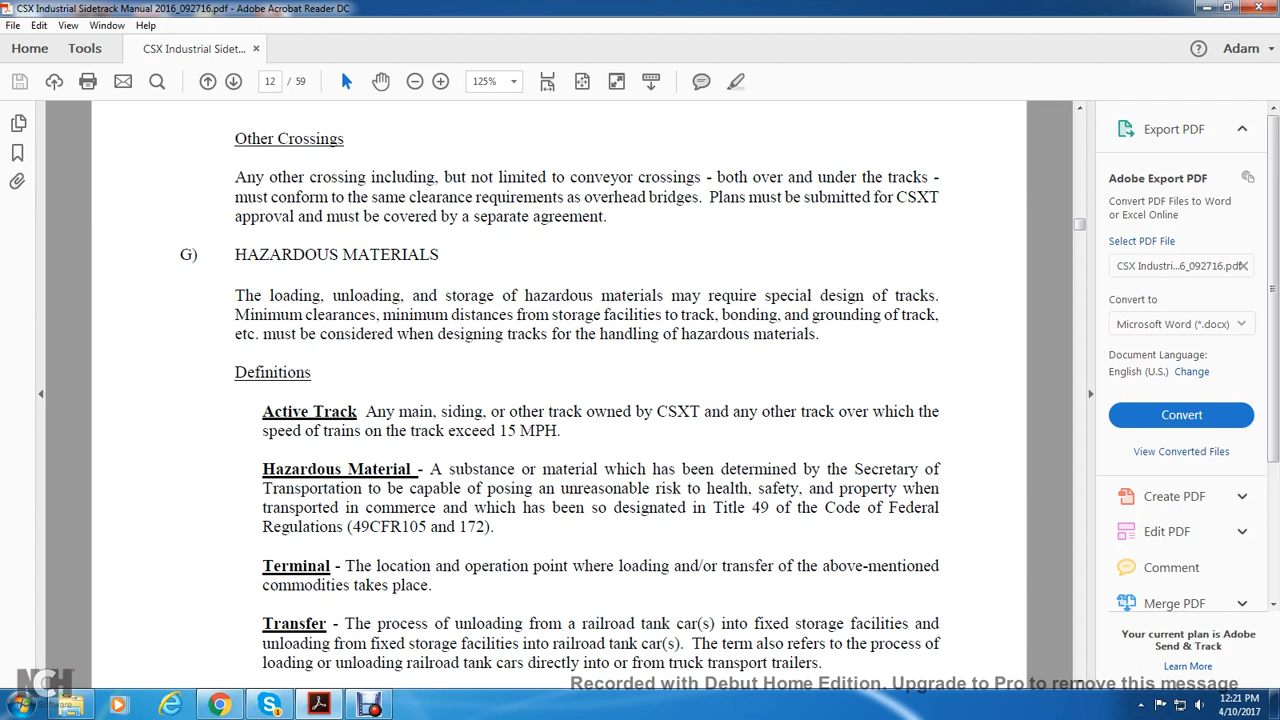 CSX Industrial Sidetrack Manual 2016_092716.pdf - Adobe Acrobat Reader DC
File Edit View Window Help
Home Tools CSX Industrial Sidet... × Adam
12 / 59 125%
Other Crossings
Any other crossing including, but not limited to conveyor crossings - both over and under the tracks -
must conform to the same clearance requirements as overhead bridges. Plans must be submitted for CSXT
approval and must be covered by a separate agreement.
G) HAZARDOUS MATERIALS
The loading, unloading, and storage of hazardous materials may require special design of tracks.
Minimum clearances, minimum distances from storage facilities to track, bonding, and grounding of track,
etc. must be considered when designing tracks for the handling of hazardous materials.
Definitions
Active Track Any main, siding, or other track owned by CSXT and any other track over which the
speed of trains on the track exceed 15 MPH.
Hazardous Material - A substance or material which has been determined by the Secretary of
Transportation to be capable of posing an unreasonable risk to health, safety, and property when
transported in commerce and which has been so designated in Title 49 of the Code of Federal
Regulations (49CFR105 and 172).
Terminal - The location and operation point where loading and/or transfer of the above-mentioned
commodities takes place.
Transfer - The process of unloading from a railroad tank car(s) into fixed storage facilities and
unloading from fixed storage facilities into railroad tank car(s). The term also refers to the process of
loading or unloading railroad tank cars directly into or from truck transport trailers.
Export PDF
Adobe Export PDF
Convert PDF Files to Word
or Excel Online
Select PDF File
CSX Industri...6_092716.pdf
Convert to
Microsoft Word (*.docx)
Document Language:
English (U.S.) Change
Convert
View Converted Files
Create PDF
Edit PDF
Comment
Merge PDF
Your current plan is Adobe
Send & Track
Learn More
NCH
Software
Recorded with Debut Home Edition. Upgrade to Pro to remove this message
12:21 PM
4/10/2017